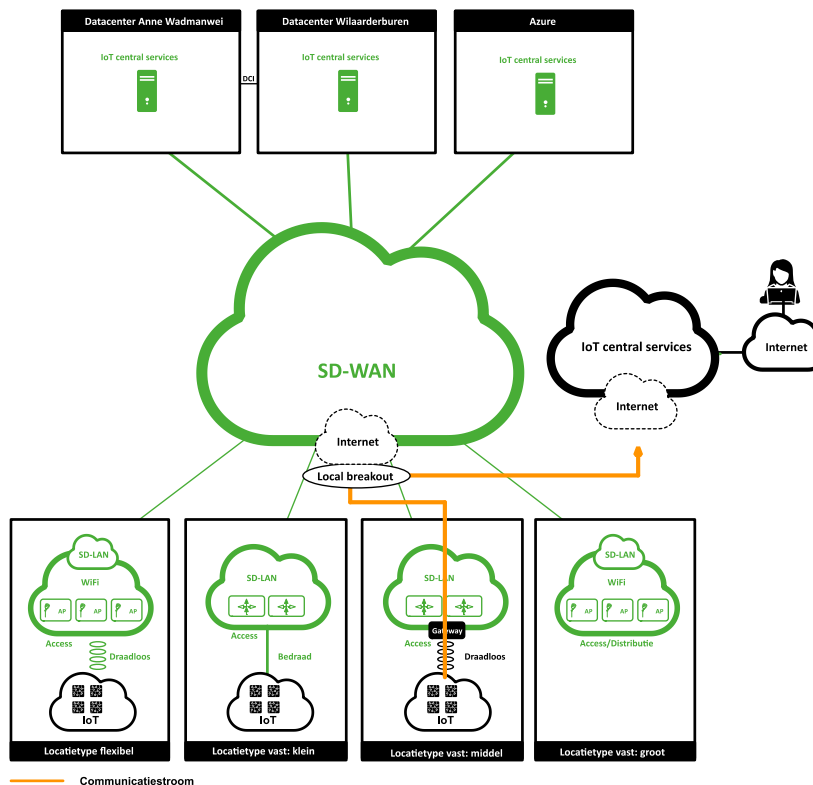 Datacenter Anne Wadmanwei
Datacenter Wilaarderburen
Azure
IoT central services
IoT central services
IoT central services
DCI
SD-WAN
IoT central services
Internet
Internet
Internet
Local breakout
SD-LAN
WiFi
AP
AP
AP
Access
Draadloos
IoT
Locatietype flexibel
SD-LAN
Access
Bedraad
IoT
Locatietype vast: klein
SD-LAN
Gateway
Access
Draadloos
IoT
Locatietype vast: middel
SD-LAN
WiFi
AP
AP
AP
Access/Distributie
Locatietype vast: groot
Communicatiestroom